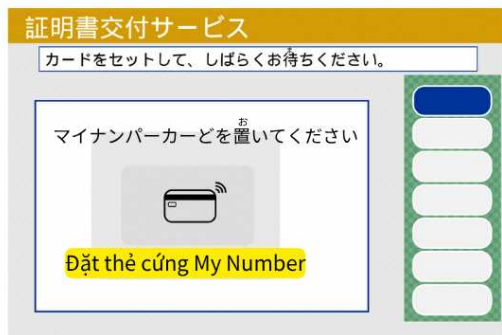 証明書交付サービス
カードをセットして、しばらくお待ちください。
マイナンパーカーどを置いてください
Đặt thẻ cứng My Number